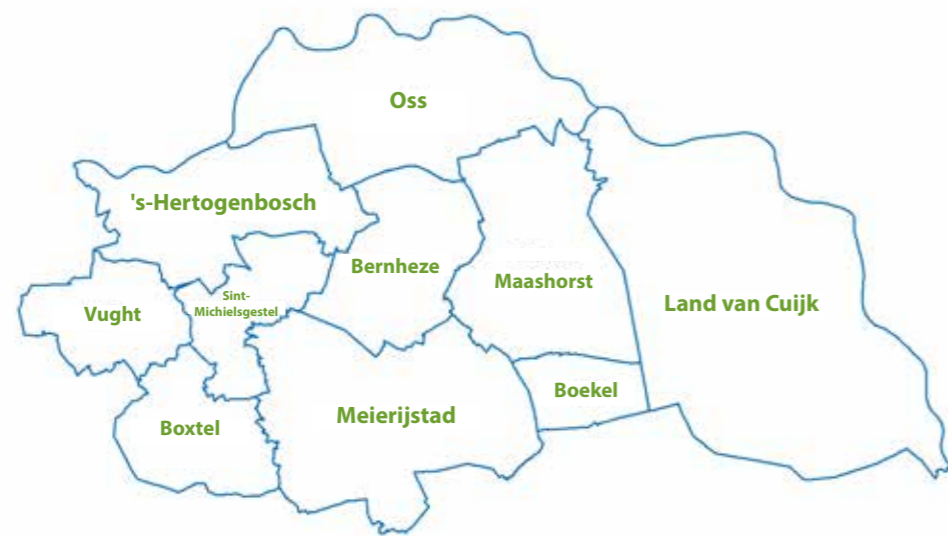 Oss
's-Hertogenbosch
Bernheze
Maashorst
Sint-
Michielsgestel
Vught
Land van Cuijk
Boekel
Meierijstad
Boxtel